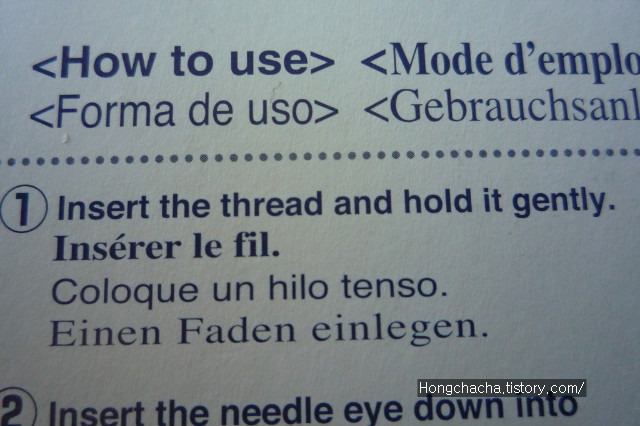 <How to use> <Mode d'emplo
<Forma de uso> <Gebrauchsanl
1 Insert the thread and hold it gently.
Insérer le fil.
Coloque un hilo tenso.
Einen Faden einlegen.
2 Insert the needle eye down into
Hongchacha.tistory.com/